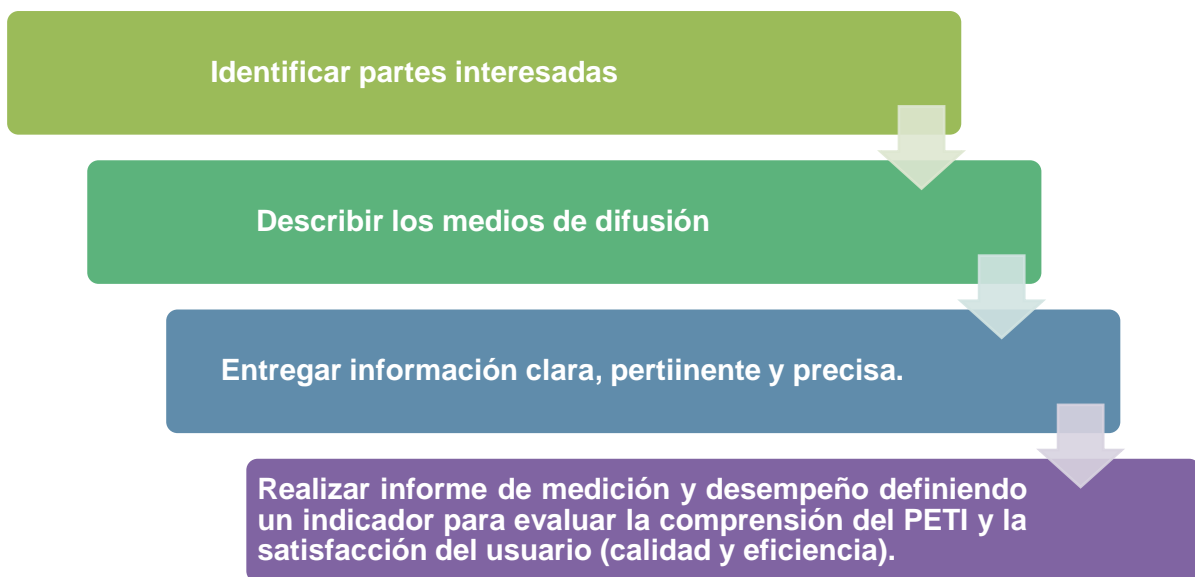 Identificar partes interesadas
Describir los medios de difusión
Entregar información clara, pertiinente y precisa.
Realizar informe de medición y desempeño definiendo
un indicador para evaluar la comprensión del PETI y la
satisfacción del usuario (calidad y eficiencia).